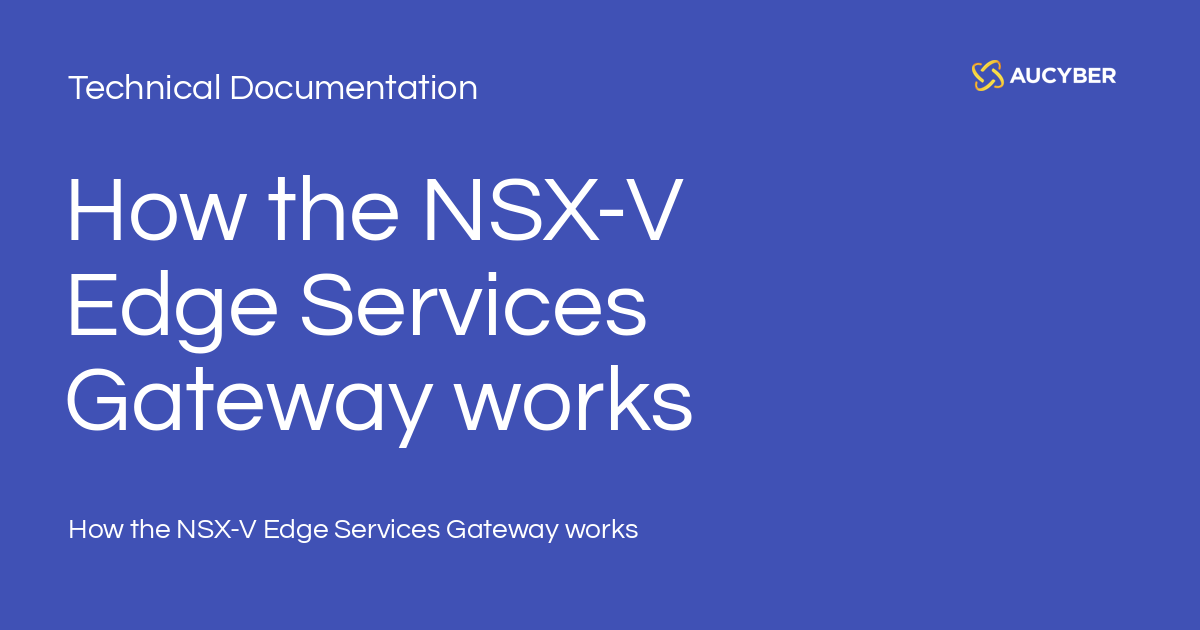 Technical Documentation
AUCYBER
How the NSX-V
Edge Services
Gateway works
How the NSX-V Edge Services Gateway works